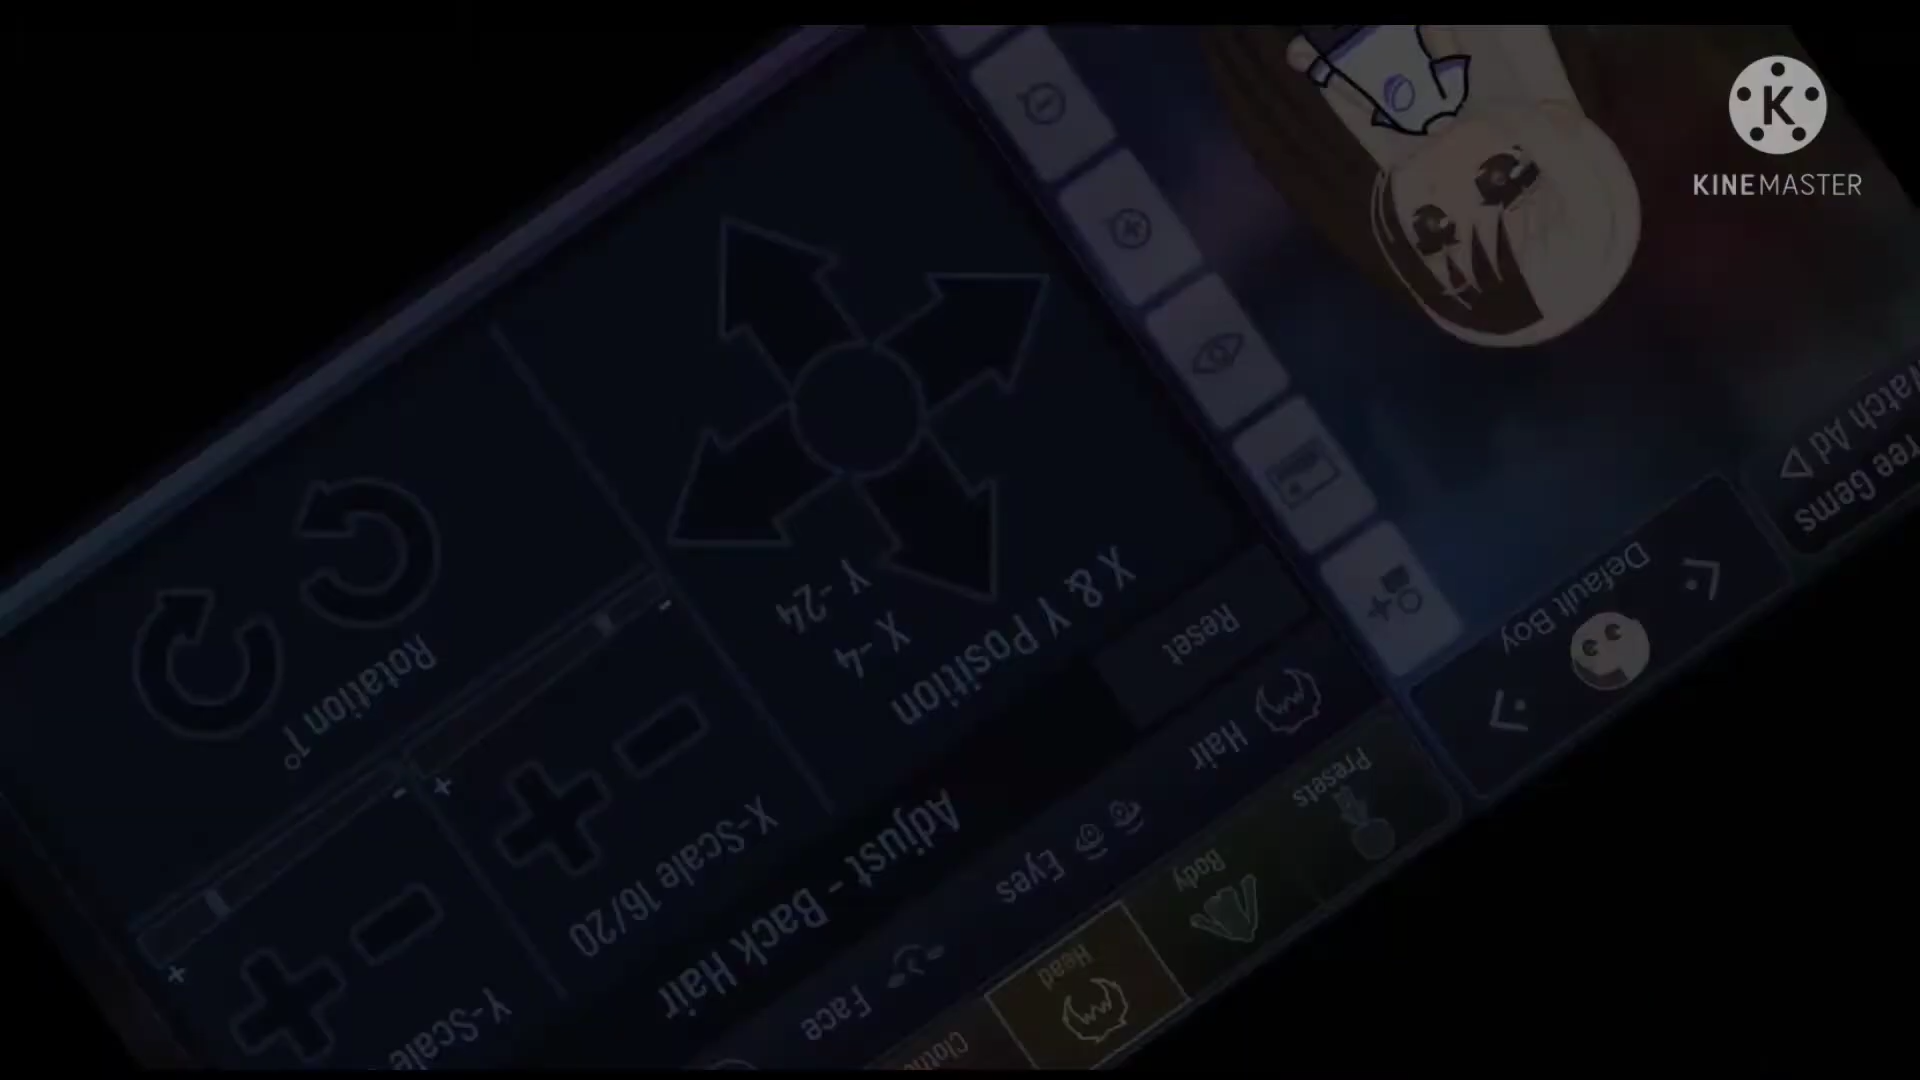 KINEMASTER
Free Gems
Watch Ad
Default Boy
Presets
Body
Head
Hair
Eyes
Face
Adjust - Back Hair
Reset
X & Y Position
X -4
Y -24
X-Scale 16/20
Y-Scale
Rotation 1°